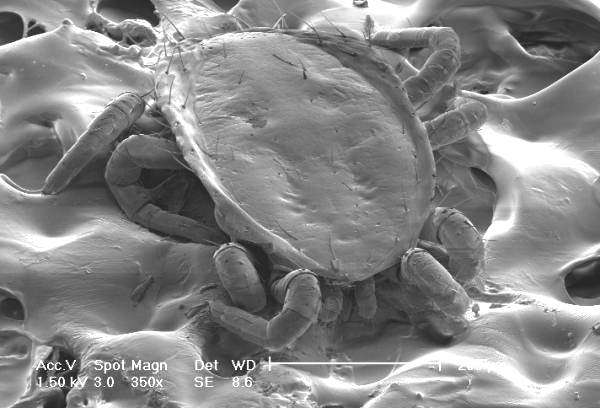 Acc.V Spot Magn Det WD
1.50 kV 3.0 350x SE 8.6